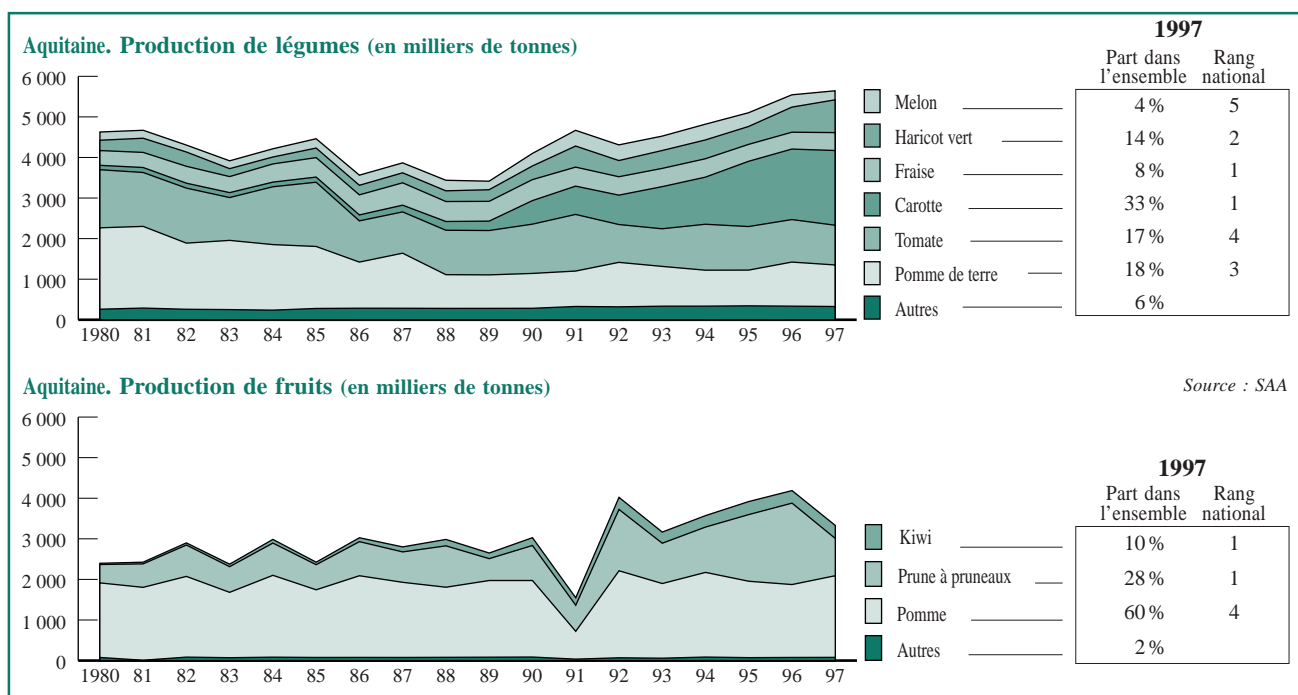 Aquitaine. Production de légumes (en milliers de tonnes)
1997
Part dans l'ensemble Rang national
6 000
5 000
4 000
3 000
2 000
1 000
0
1980 81 82 83 84 85 86 87 88 89 90 91 92 93 94 95 96 97
Melon 4 % 5
Haricot vert 14 % 2
Fraise 8 % 1
Carotte 33 % 1
Tomate 17 % 4
Pomme de terre 18 % 3
Autres 6 %
Aquitaine. Production de fruits (en milliers de tonnes)
Source : SAA
6 000
5 000
4 000
3 000
2 000
1 000
0
1980 81 82 83 84 85 86 87 88 89 90 91 92 93 94 95 96 97
1997
Part dans l'ensemble Rang national
Kiwi 10 % 1
Prune à pruneaux 28 % 1
Pomme 60 % 4
Autres 2 %